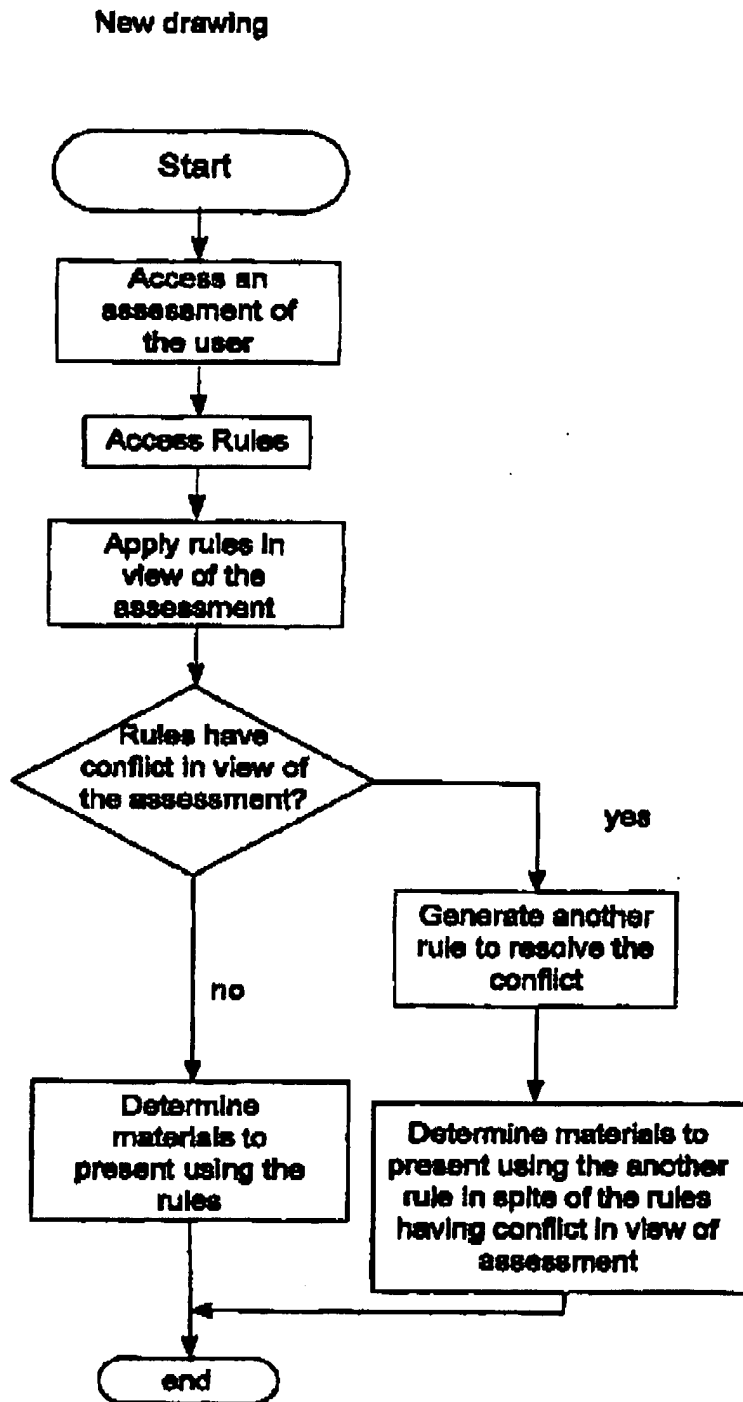 New drawing
Start
Access an
assessment of
the user
Access Rules
Apply rules in
view of the
assessment
Rules have
conflict in view of
the assessment?
yes
Generate another
rule to resolve the
conflict
no
Determine
materials to
present using the
rules
Determine materials to
present using the another
rule in spite of the rules
having conflict in view of
assessment
end